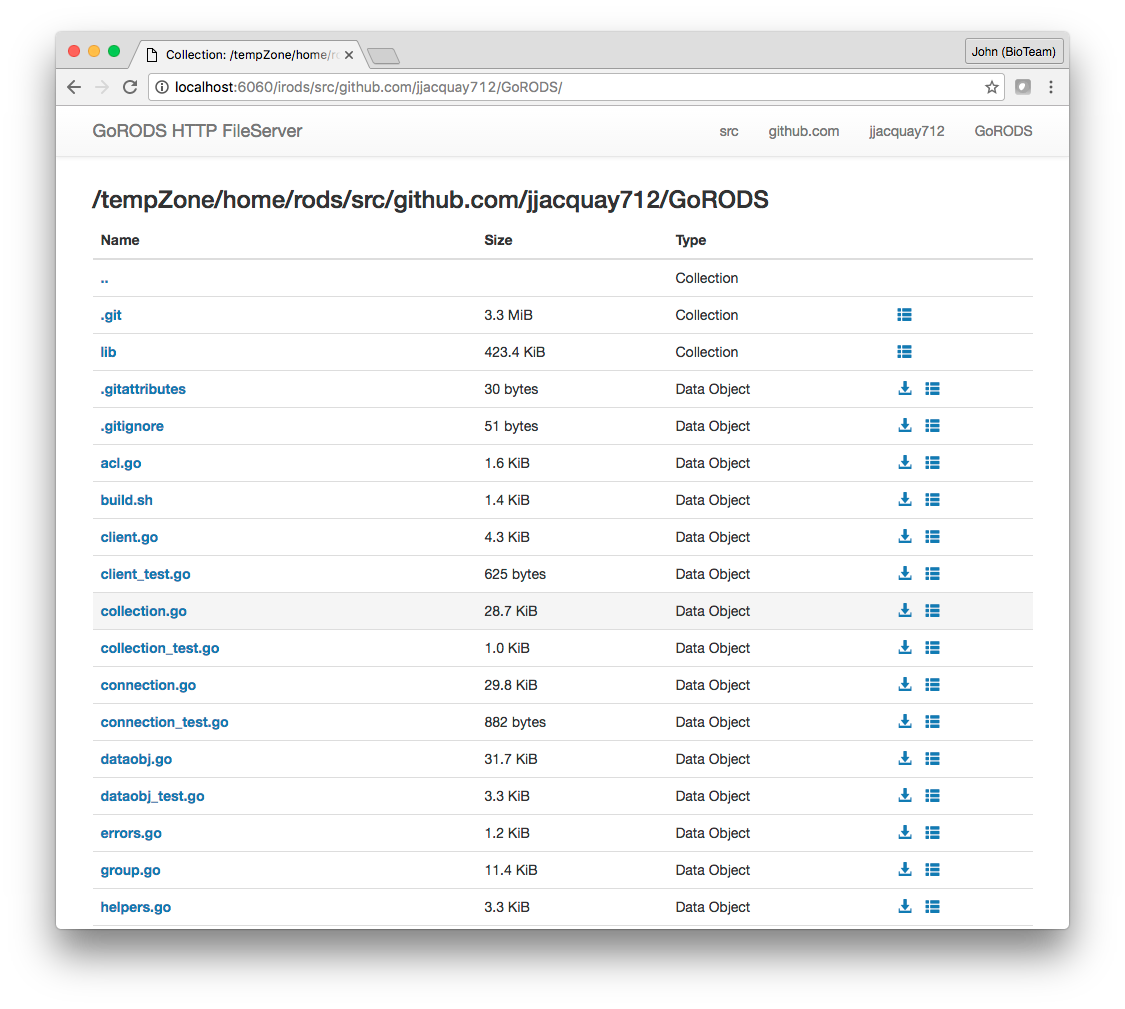 Collection: /tempZone/home/r
John (BioTeam)
localhost:6060/irods/src/github.com/jjacquay712/GoRODS/
GoRODS HTTP FileServer src github.com jjacquay712 GoRODS
/tempZone/home/rods/src/github.com/jjacquay712/GoRODS
Name Size Type
.. Collection
.git 3.3 MiB Collection
lib 423.4 KiB Collection
.gitattributes 30 bytes Data Object
.gitignore 51 bytes Data Object
acl.go 1.6 KiB Data Object
build.sh 1.4 KiB Data Object
client.go 4.3 KiB Data Object
client_test.go 625 bytes Data Object
collection.go 28.7 KiB Data Object
collection_test.go 1.0 KiB Data Object
connection.go 29.8 KiB Data Object
connection_test.go 882 bytes Data Object
dataobj.go 31.7 KiB Data Object
dataobj_test.go 3.3 KiB Data Object
errors.go 1.2 KiB Data Object
group.go 11.4 KiB Data Object
helpers.go 3.3 KiB Data Object